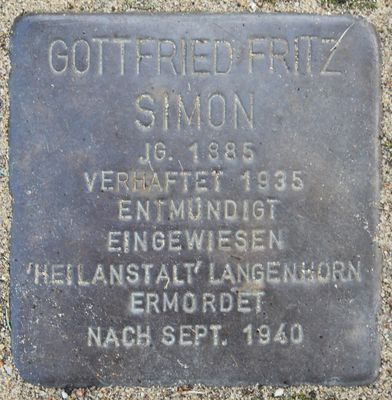 GOTTFRIED FRITZ
SIMON
JG. 1885
VERHAFTET 1935
ENTMÜNDIGT
EINGEWIESEN
'HEILANSTALT' LANGENHORN
ERMORDET
NACH SEPT. 1940